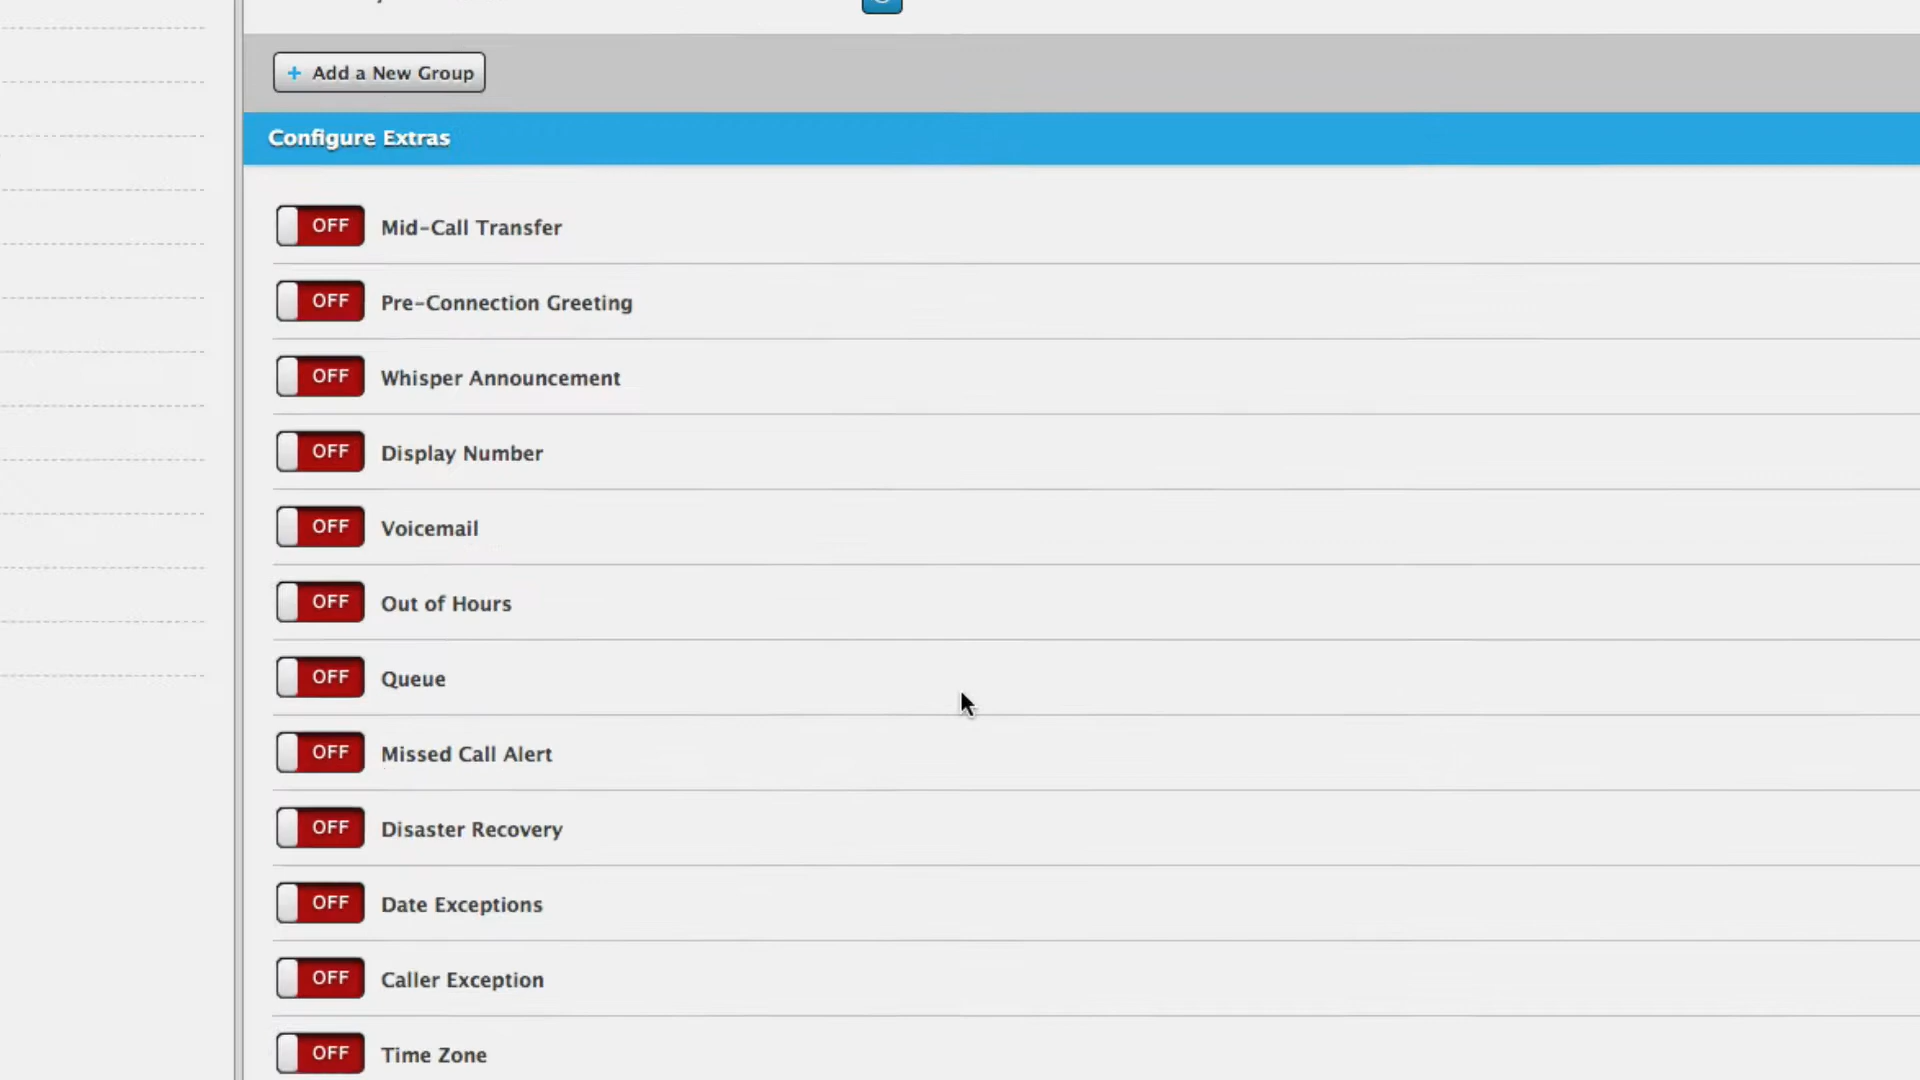 + Add a New Group
Configure Extras
OFF Mid-Call Transfer
OFF Pre-Connection Greeting
OFF Whisper Announcement
OFF Display Number
OFF Voicemail
OFF Out of Hours
OFF Queue
OFF Missed Call Alert
OFF Disaster Recovery
OFF Date Exceptions
OFF Caller Exception
OFF Time Zone